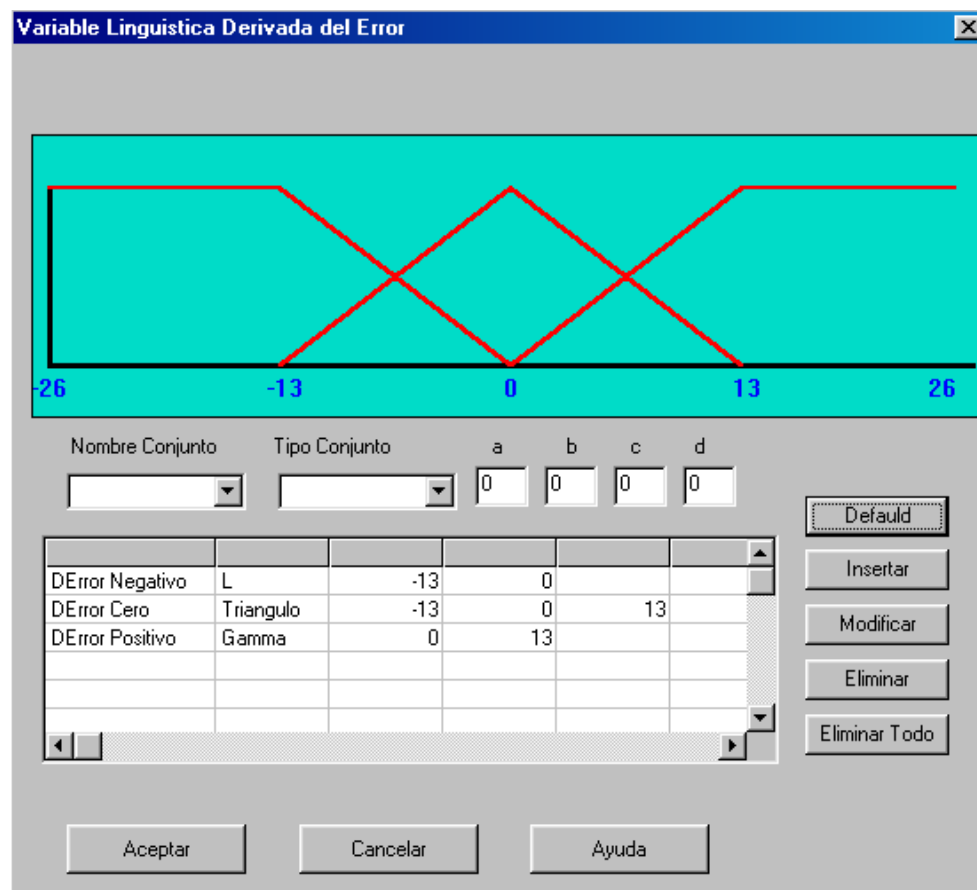 Variable Linguistica Derivada del Error
-26 -13 0 13 26
Nombre Conjunto Tipo Conjunto a b c d
0 0 0 0
Defauld
Insertar
Modificar
Eliminar
Eliminar Todo
DError Negativo L -13 0
DError Cero Triangulo -13 0 13
DError Positivo Gamma 0 13
Aceptar Cancelar Ayuda